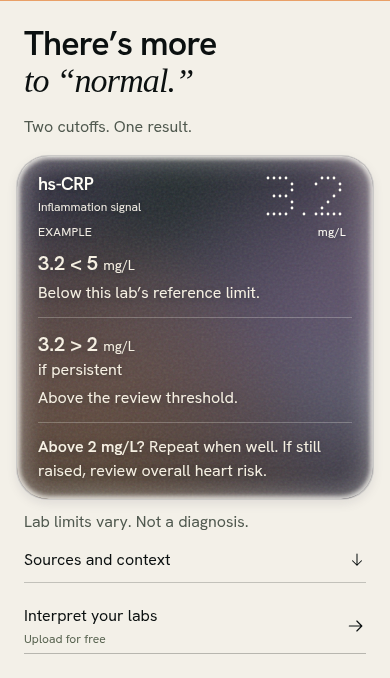 There’s more
to “normal.”
Two cutoffs. One result.
hs-CRP
3.2
Inflammation signal
EXAMPLE
mg/L
3.2 < 5 mg/L
Below this lab’s reference limit.
3.2 > 2 mg/L
if persistent
Above the review threshold.
Above 2 mg/L? Repeat when well. If still
raised, review overall heart risk.
Lab limits vary. Not a diagnosis.
Sources and context ↓
Interpret your labs →
Upload for free